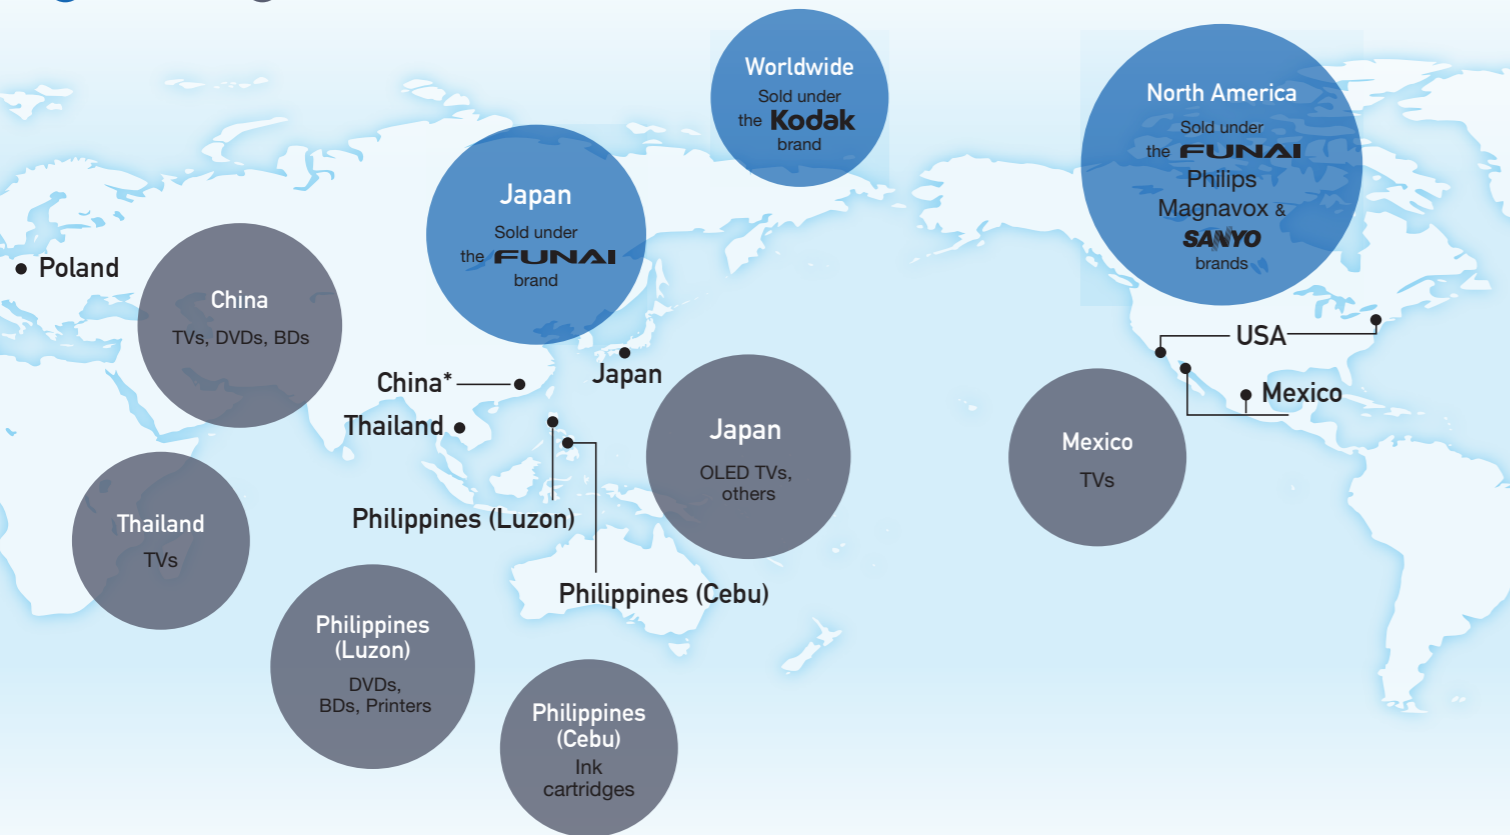 Worldwide
Sold under
the Kodak
brand
North America
Sold under
the FUNAI
Philips
Magnavox &
SANYO
brands
Japan
Sold under
the FUNAI
brand
Poland
China
TVs, DVDs, BDs
USA
Japan
China*
Mexico
Thailand
Japan
OLED TVs,
others
Mexico
TVs
Thailand
TVs
Philippines (Luzon)
Philippines (Cebu)
Philippines
(Luzon)
DVDs,
BDs, Printers
Philippines
(Cebu)
Ink
cartridges